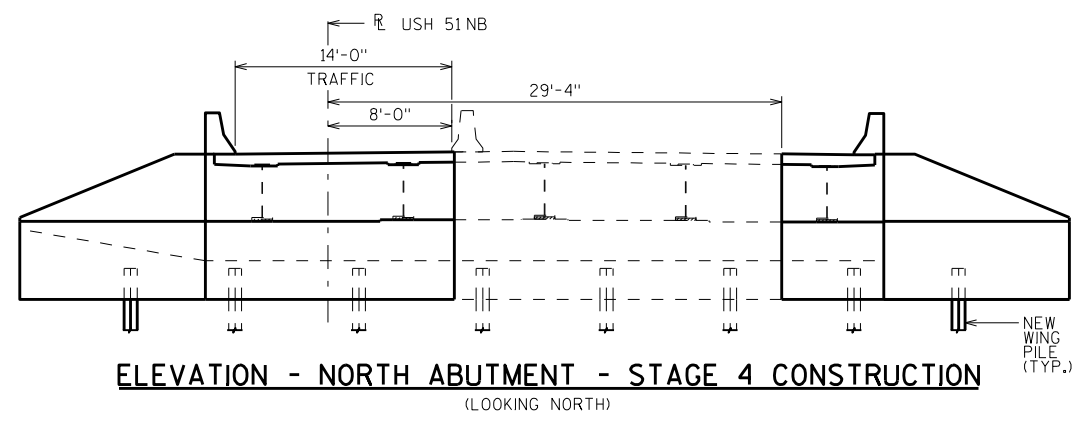 ℞ USH 51 NB
14'-0"
TRAFFIC
29'-4"
8'-0"
NEW
WING
PILE
(TYP.)
ELEVATION - NORTH ABUTMENT - STAGE 4 CONSTRUCTION
(LOOKING NORTH)